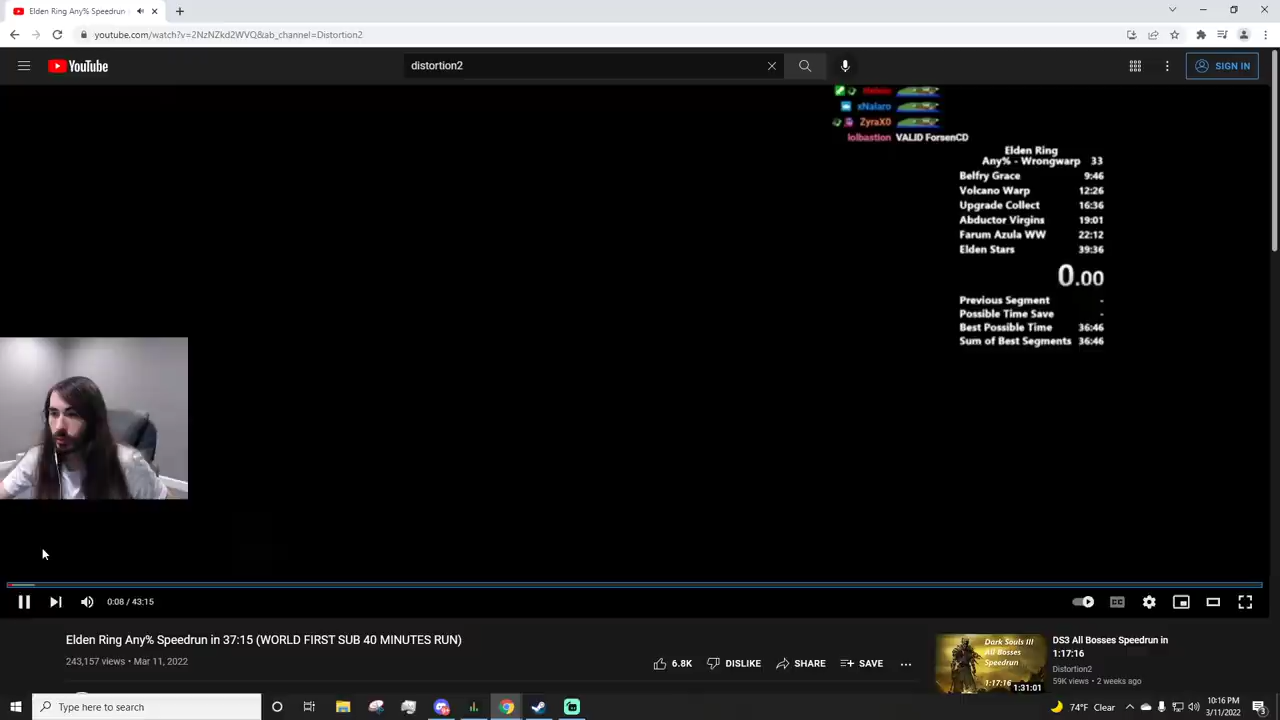 Elden Ring Any% Speedrun
youtube.com/watch?v=2NzNZkd2WVQ&ab_channel=Distortion2
YouTube
distortion2
SIGN IN
xNalaro
ZyraX0
lolbastion VALID ForsenCD
Elden Ring
Any% - Wrongwarp 33
Belfry Grace 9:46
Volcano Warp 12:26
Upgrade Collect 16:36
Abductor Virgins 19:01
Farum Azula WW 22:12
Elden Stars 39:36
0.00
Previous Segment -
Possible Time Save -
Best Possible Time 36:46
Sum of Best Segments 36:46
0:08 / 43:15
CC
Elden Ring Any% Speedrun in 37:15 (WORLD FIRST SUB 40 MINUTES RUN)
243,157 views • Mar 11, 2022
6.8K DISLIKE SHARE SAVE
Dark Souls III
All Bosses
Speedrun
1:17:16
1:31:01
DS3 All Bosses Speedrun in
1:17:16
Distortion2
59K views • 2 weeks ago
Type here to search
74°F Clear
10:16 PM
3/11/2022
3